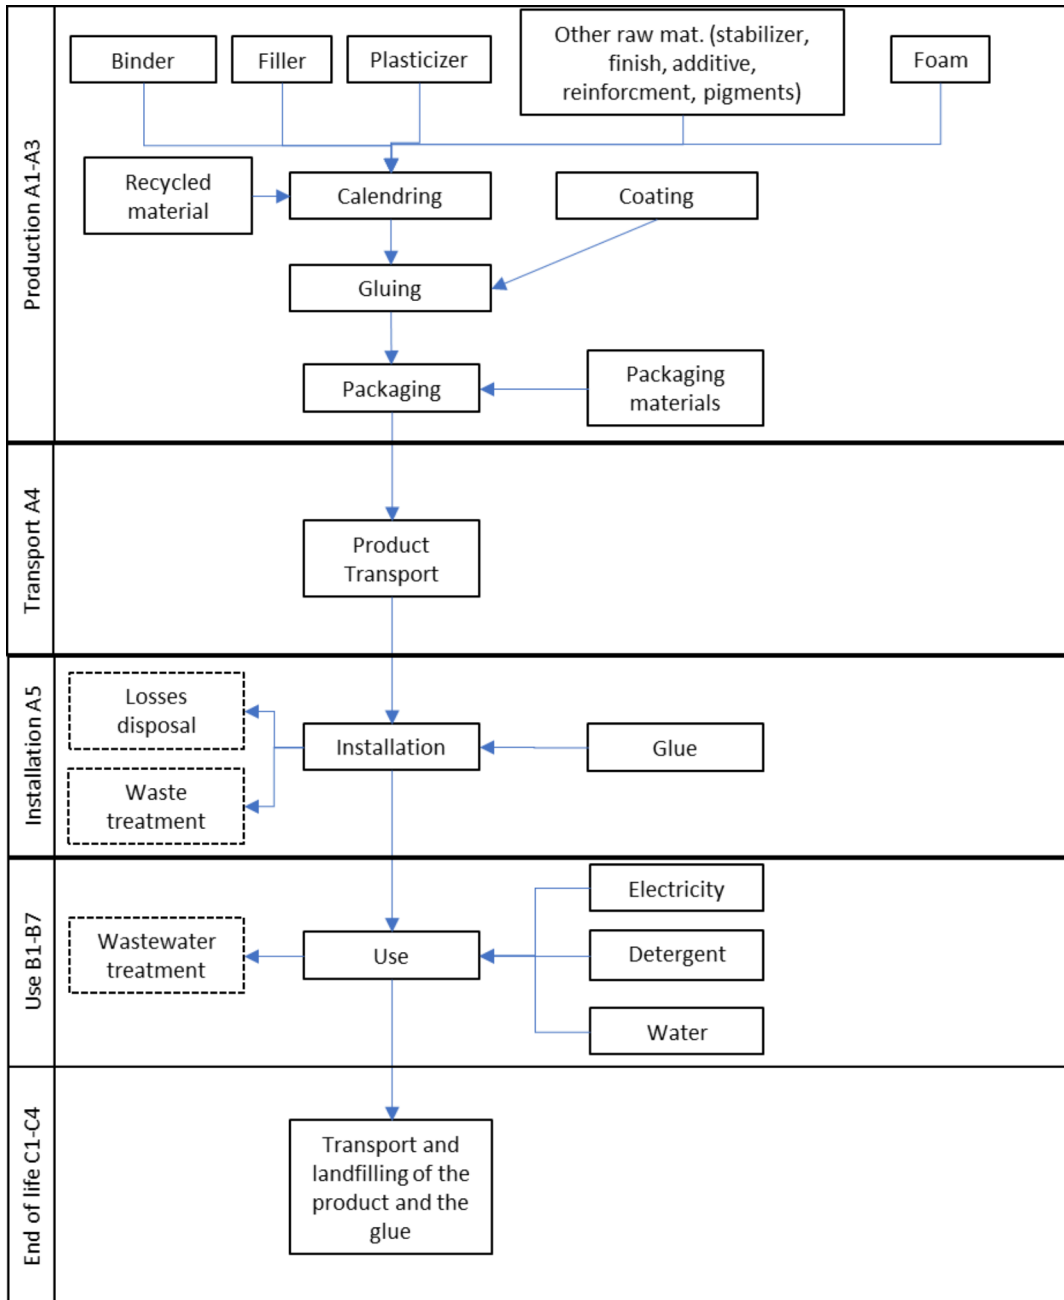 Production A1-A3
Binder
Filler
Plasticizer
Other raw mat. (stabilizer,
finish, additive,
reinforcment, pigments)
Foam
Recycled
material
Calendring
Coating
Gluing
Packaging
Packaging
materials
Transport A4
Product
Transport
Installation A5
Losses
disposal
Installation
Glue
Waste
treatment
Use B1-B7
Wastewater
treatment
Use
Electricity
Detergent
Water
End of life C1-C4
Transport and
landfilling of the
product and the
glue